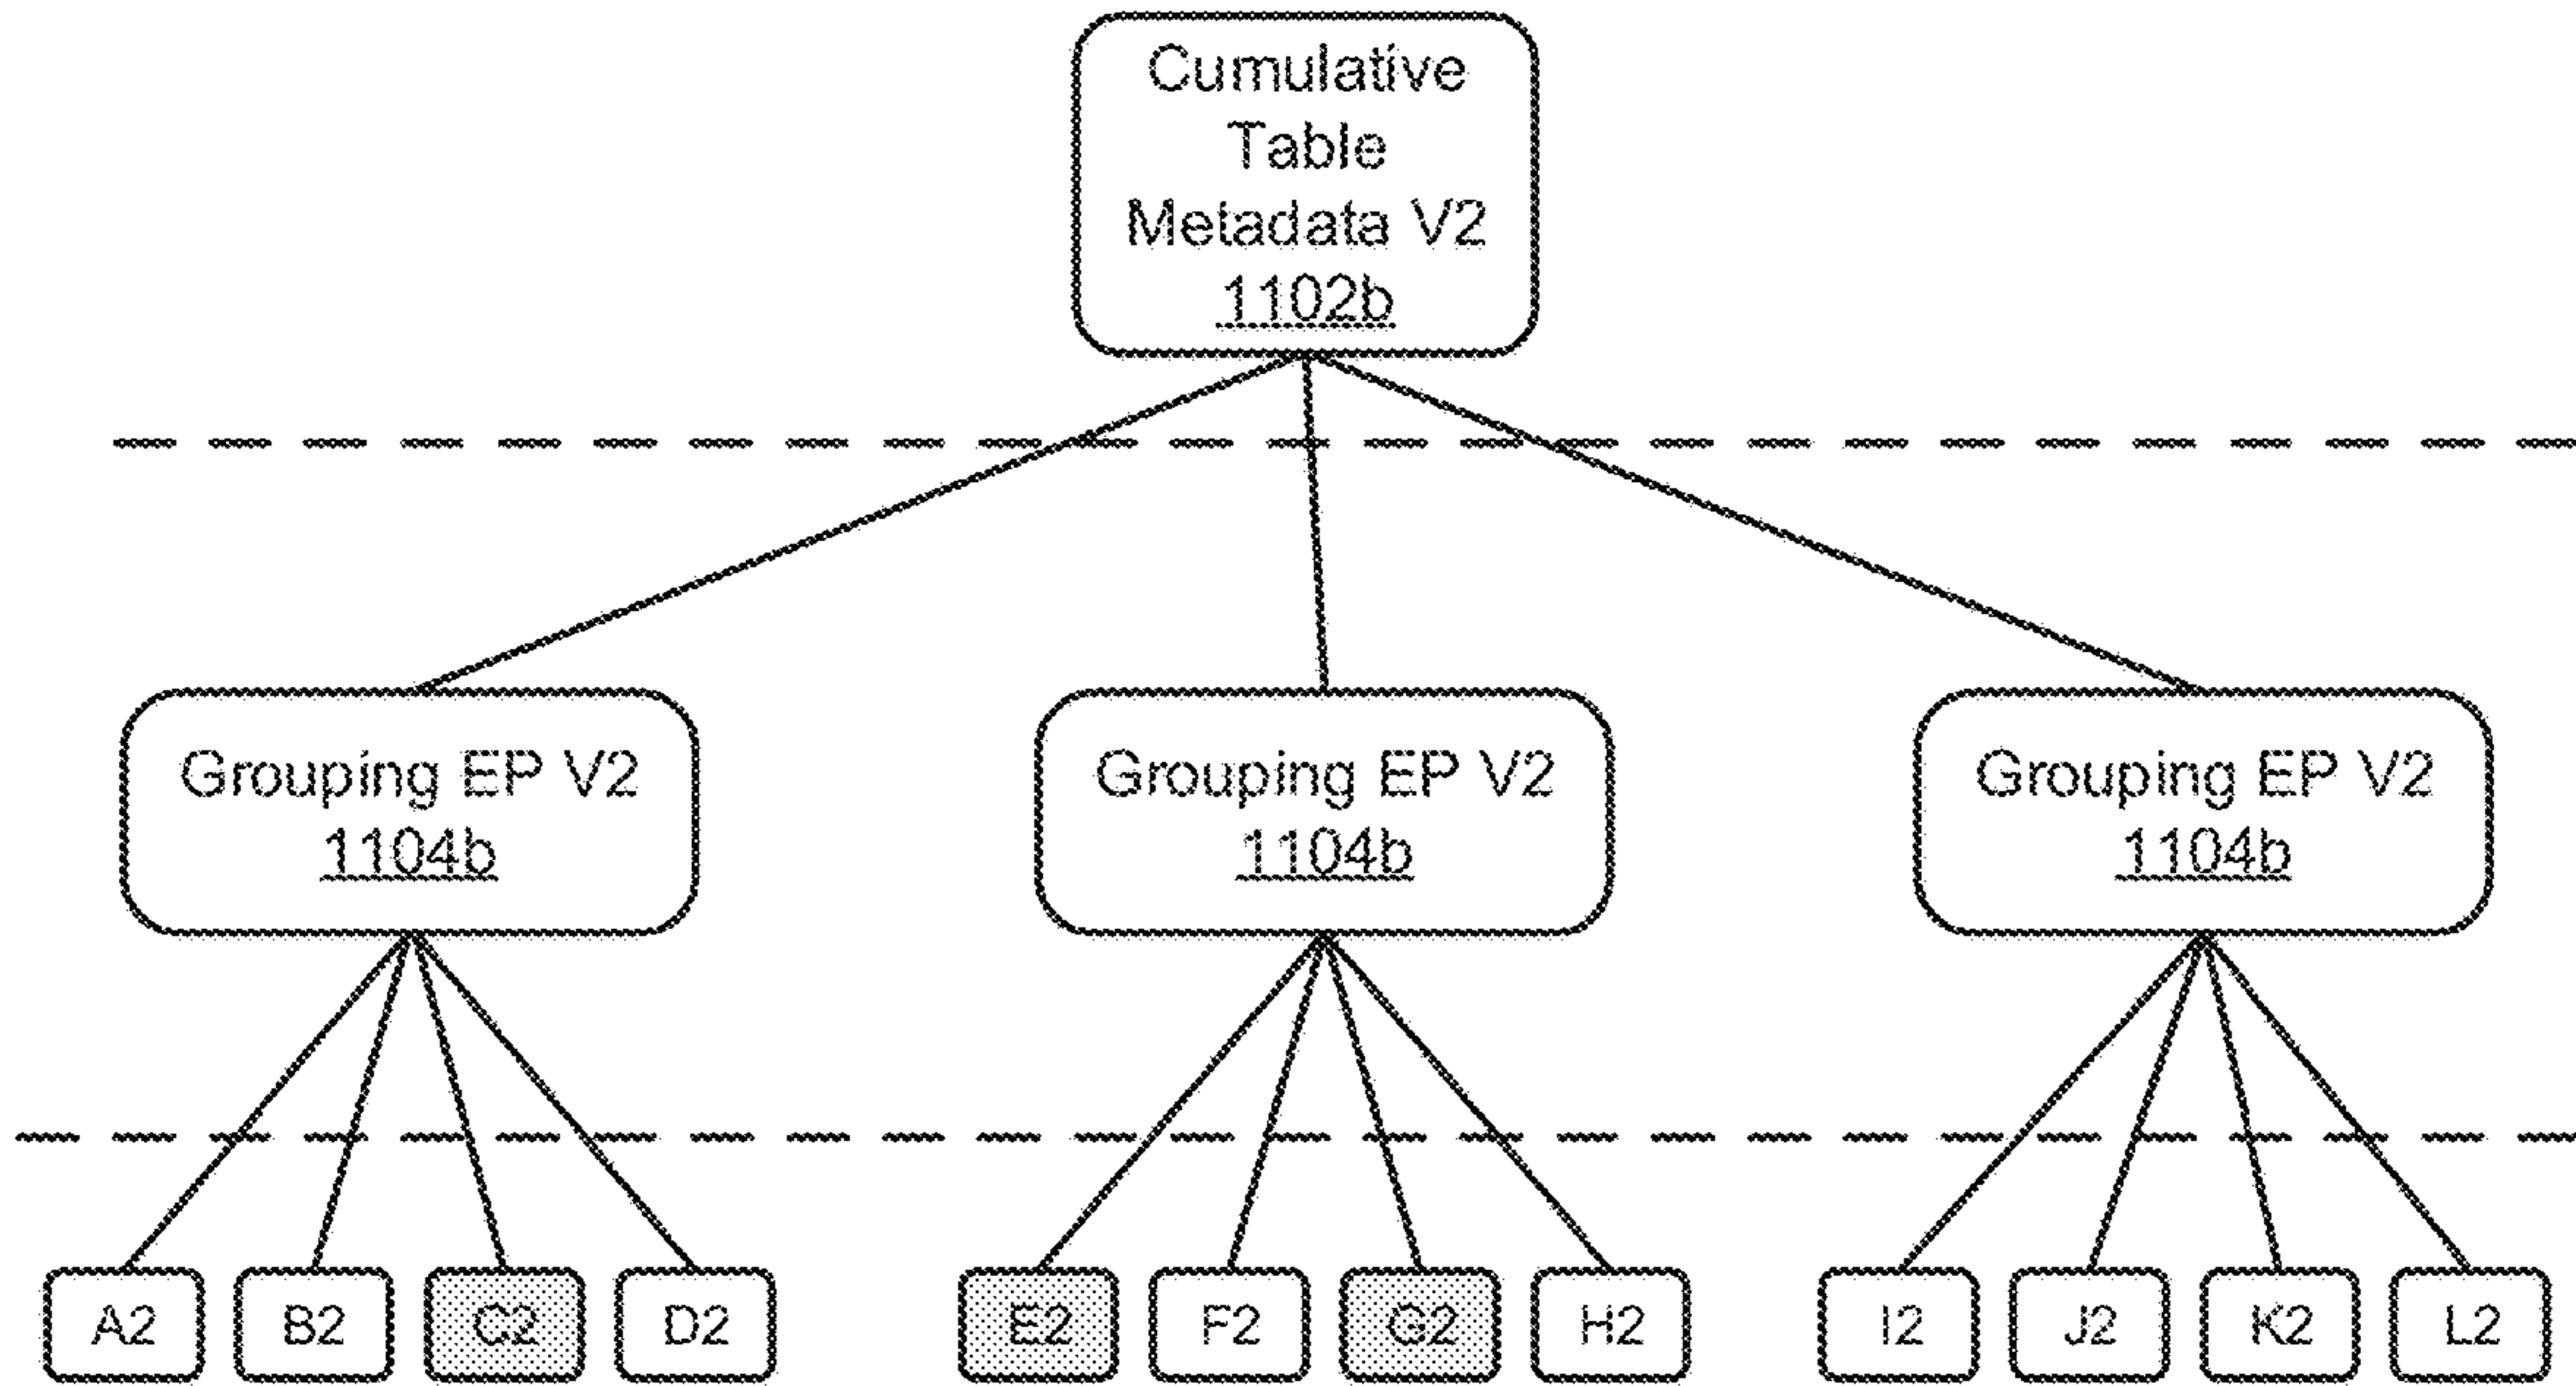 Cumulative
Table
Metadata V2
1102b
Grouping EP V2
1104b
Grouping EP V2
1104b
Grouping EP V2
1104b
A2 B2 C2 D2 E2 F2 G2 H2 I2 J2 K2 L2